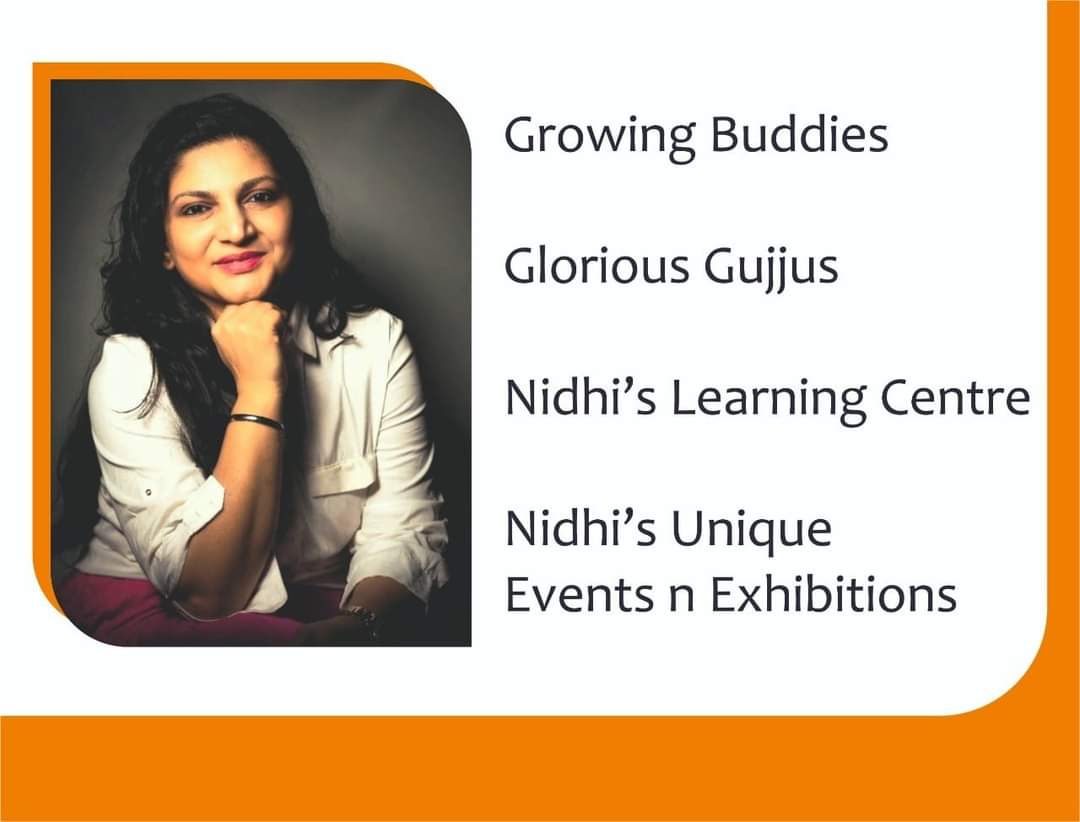 Growing Buddies
Glorious Gujjus
Nidhi’s Learning Centre
Nidhi’s Unique
Events n Exhibitions